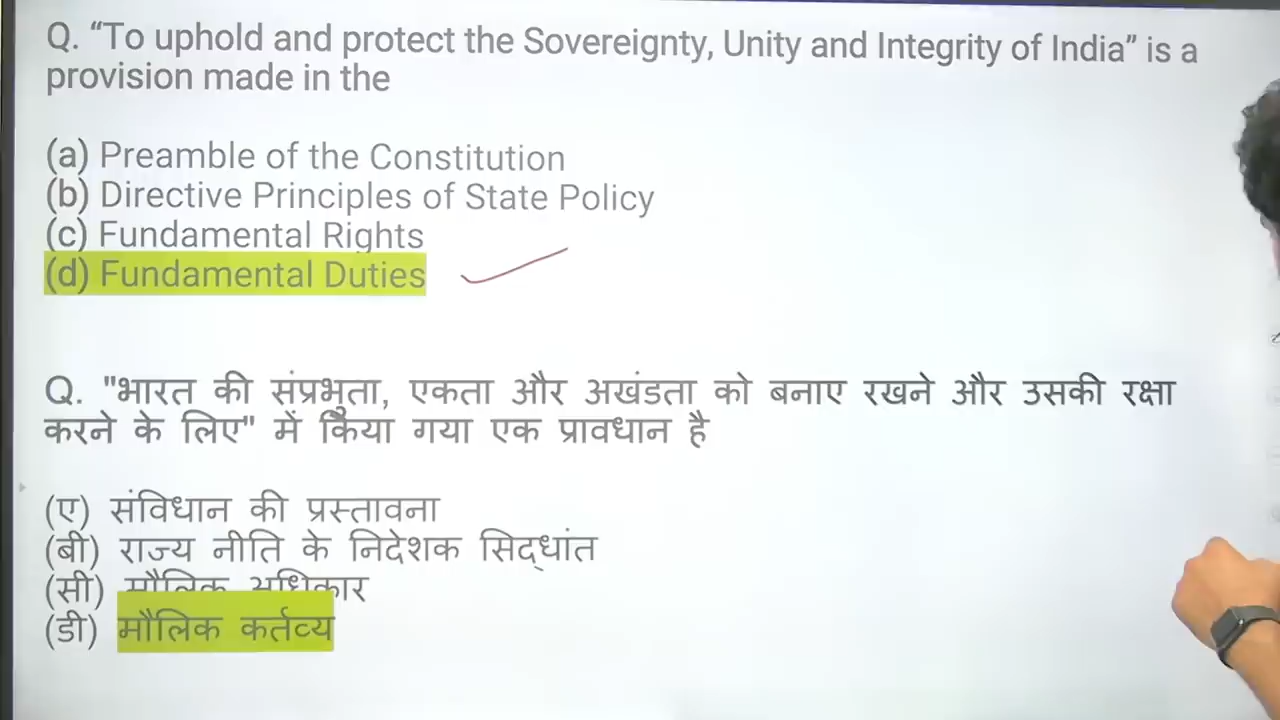 Q. “To uphold and protect the Sovereignty, Unity and Integrity of India” is a
provision made in the
(a) Preamble of the Constitution
(b) Directive Principles of State Policy
(c) Fundamental Rights
(d) Fundamental Duties
Q. "भारत की संप्रभुता, एकता और अखंडता को बनाए रखने और उसकी रक्षा
करने के लिए" में किया गया एक प्रावधान है
(ए) संविधान की प्रस्तावना
(बी) राज्य नीति के निदेशक सिद्धांत
(सी) मौलिक अधिकार
(डी) मौलिक कर्तव्य